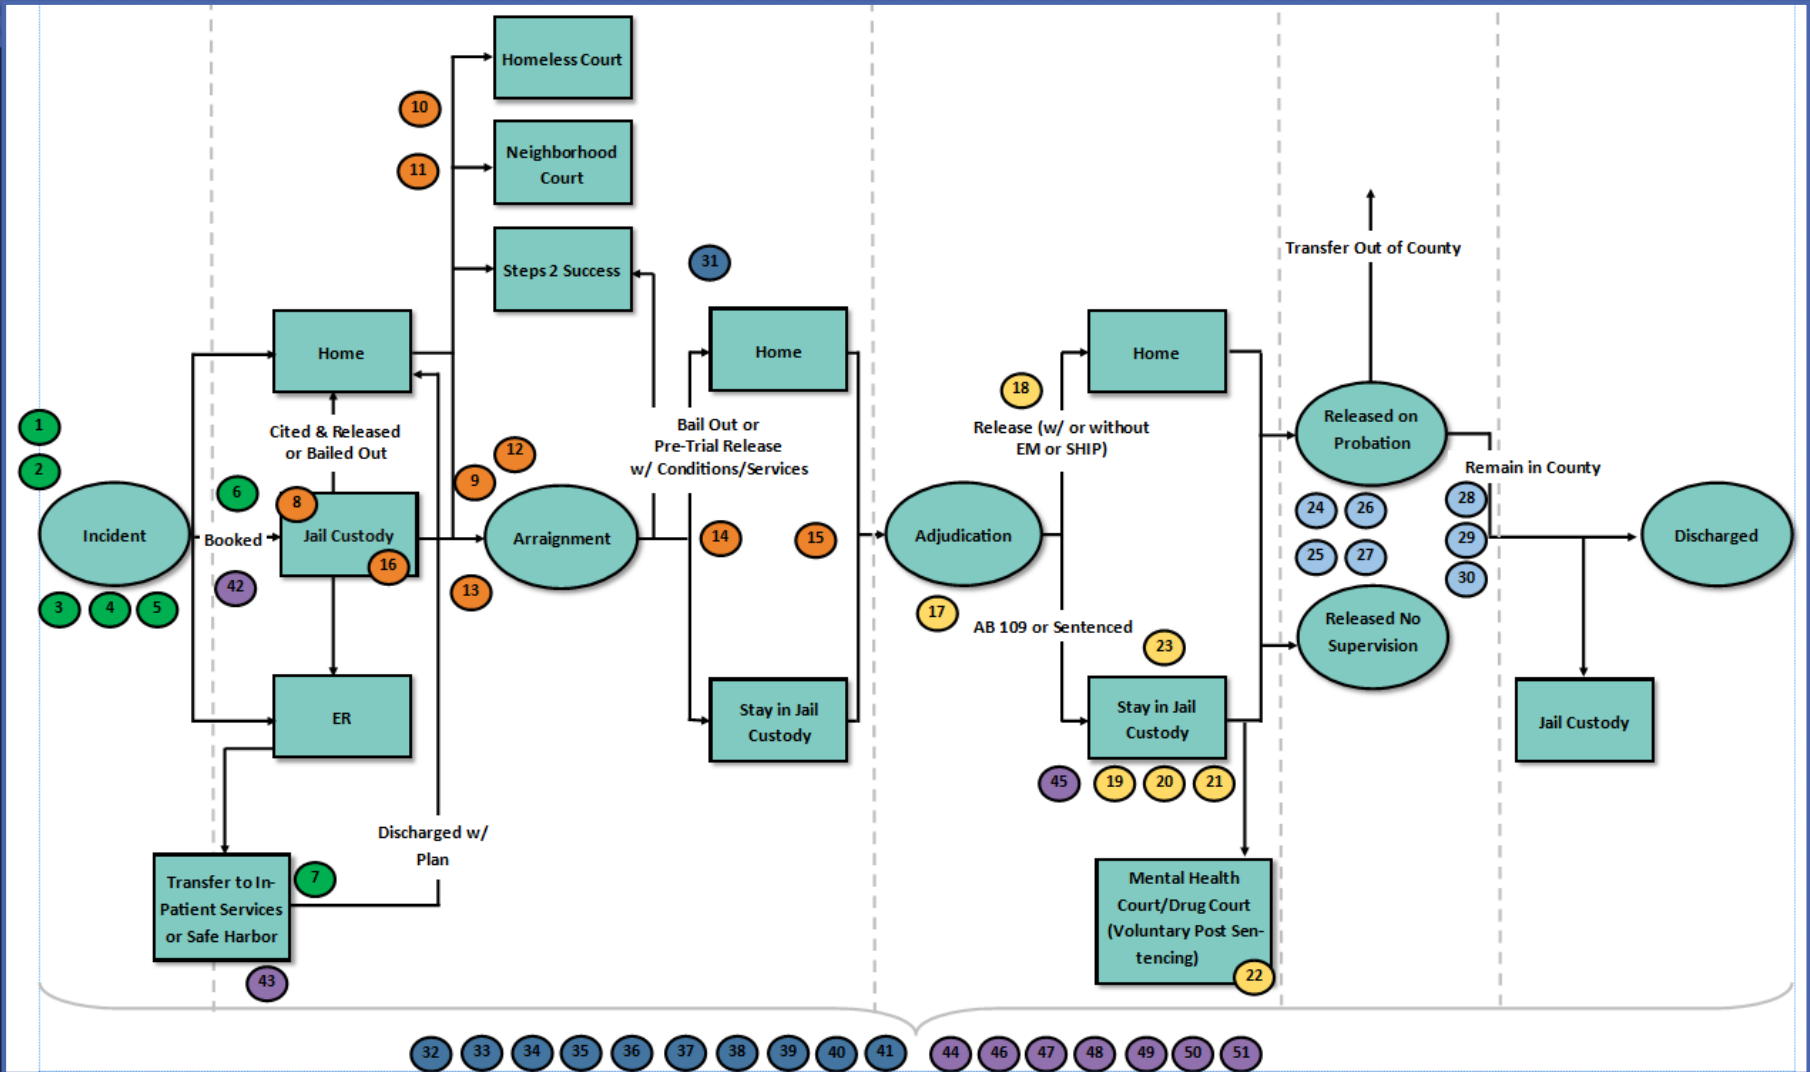 Homeless Court
10
Neighborhood
Court
11
Steps 2 Success
31
Transfer Out of County
Home
Home
Home
Cited & Released
or Bailed Out
Bail Out or
Pre-Trial Release
w/ Conditions/Services
18
Release (w/ or without
EM or SHIP)
Released on
Probation
Remain in County
1
2
6
8
9
12
Incident
Booked
Jail Custody
16
Arraignment
14
15
Adjudication
24
26
25
27
28
29
30
Discharged
42
13
3
4
5
17
AB 109 or Sentenced
23
Released No
Supervision
ER
Stay in Jail
Custody
Stay in Jail
Custody
Jail Custody
45
19
20
21
Discharged w/
Plan
Transfer to In-
Patient Services
or Safe Harbor
7
43
Mental Health
Court/Drug Court
(Voluntary Post Sen-
tencing)
22
32
33
34
35
36
37
38
39
40
41
44
46
47
48
49
50
51